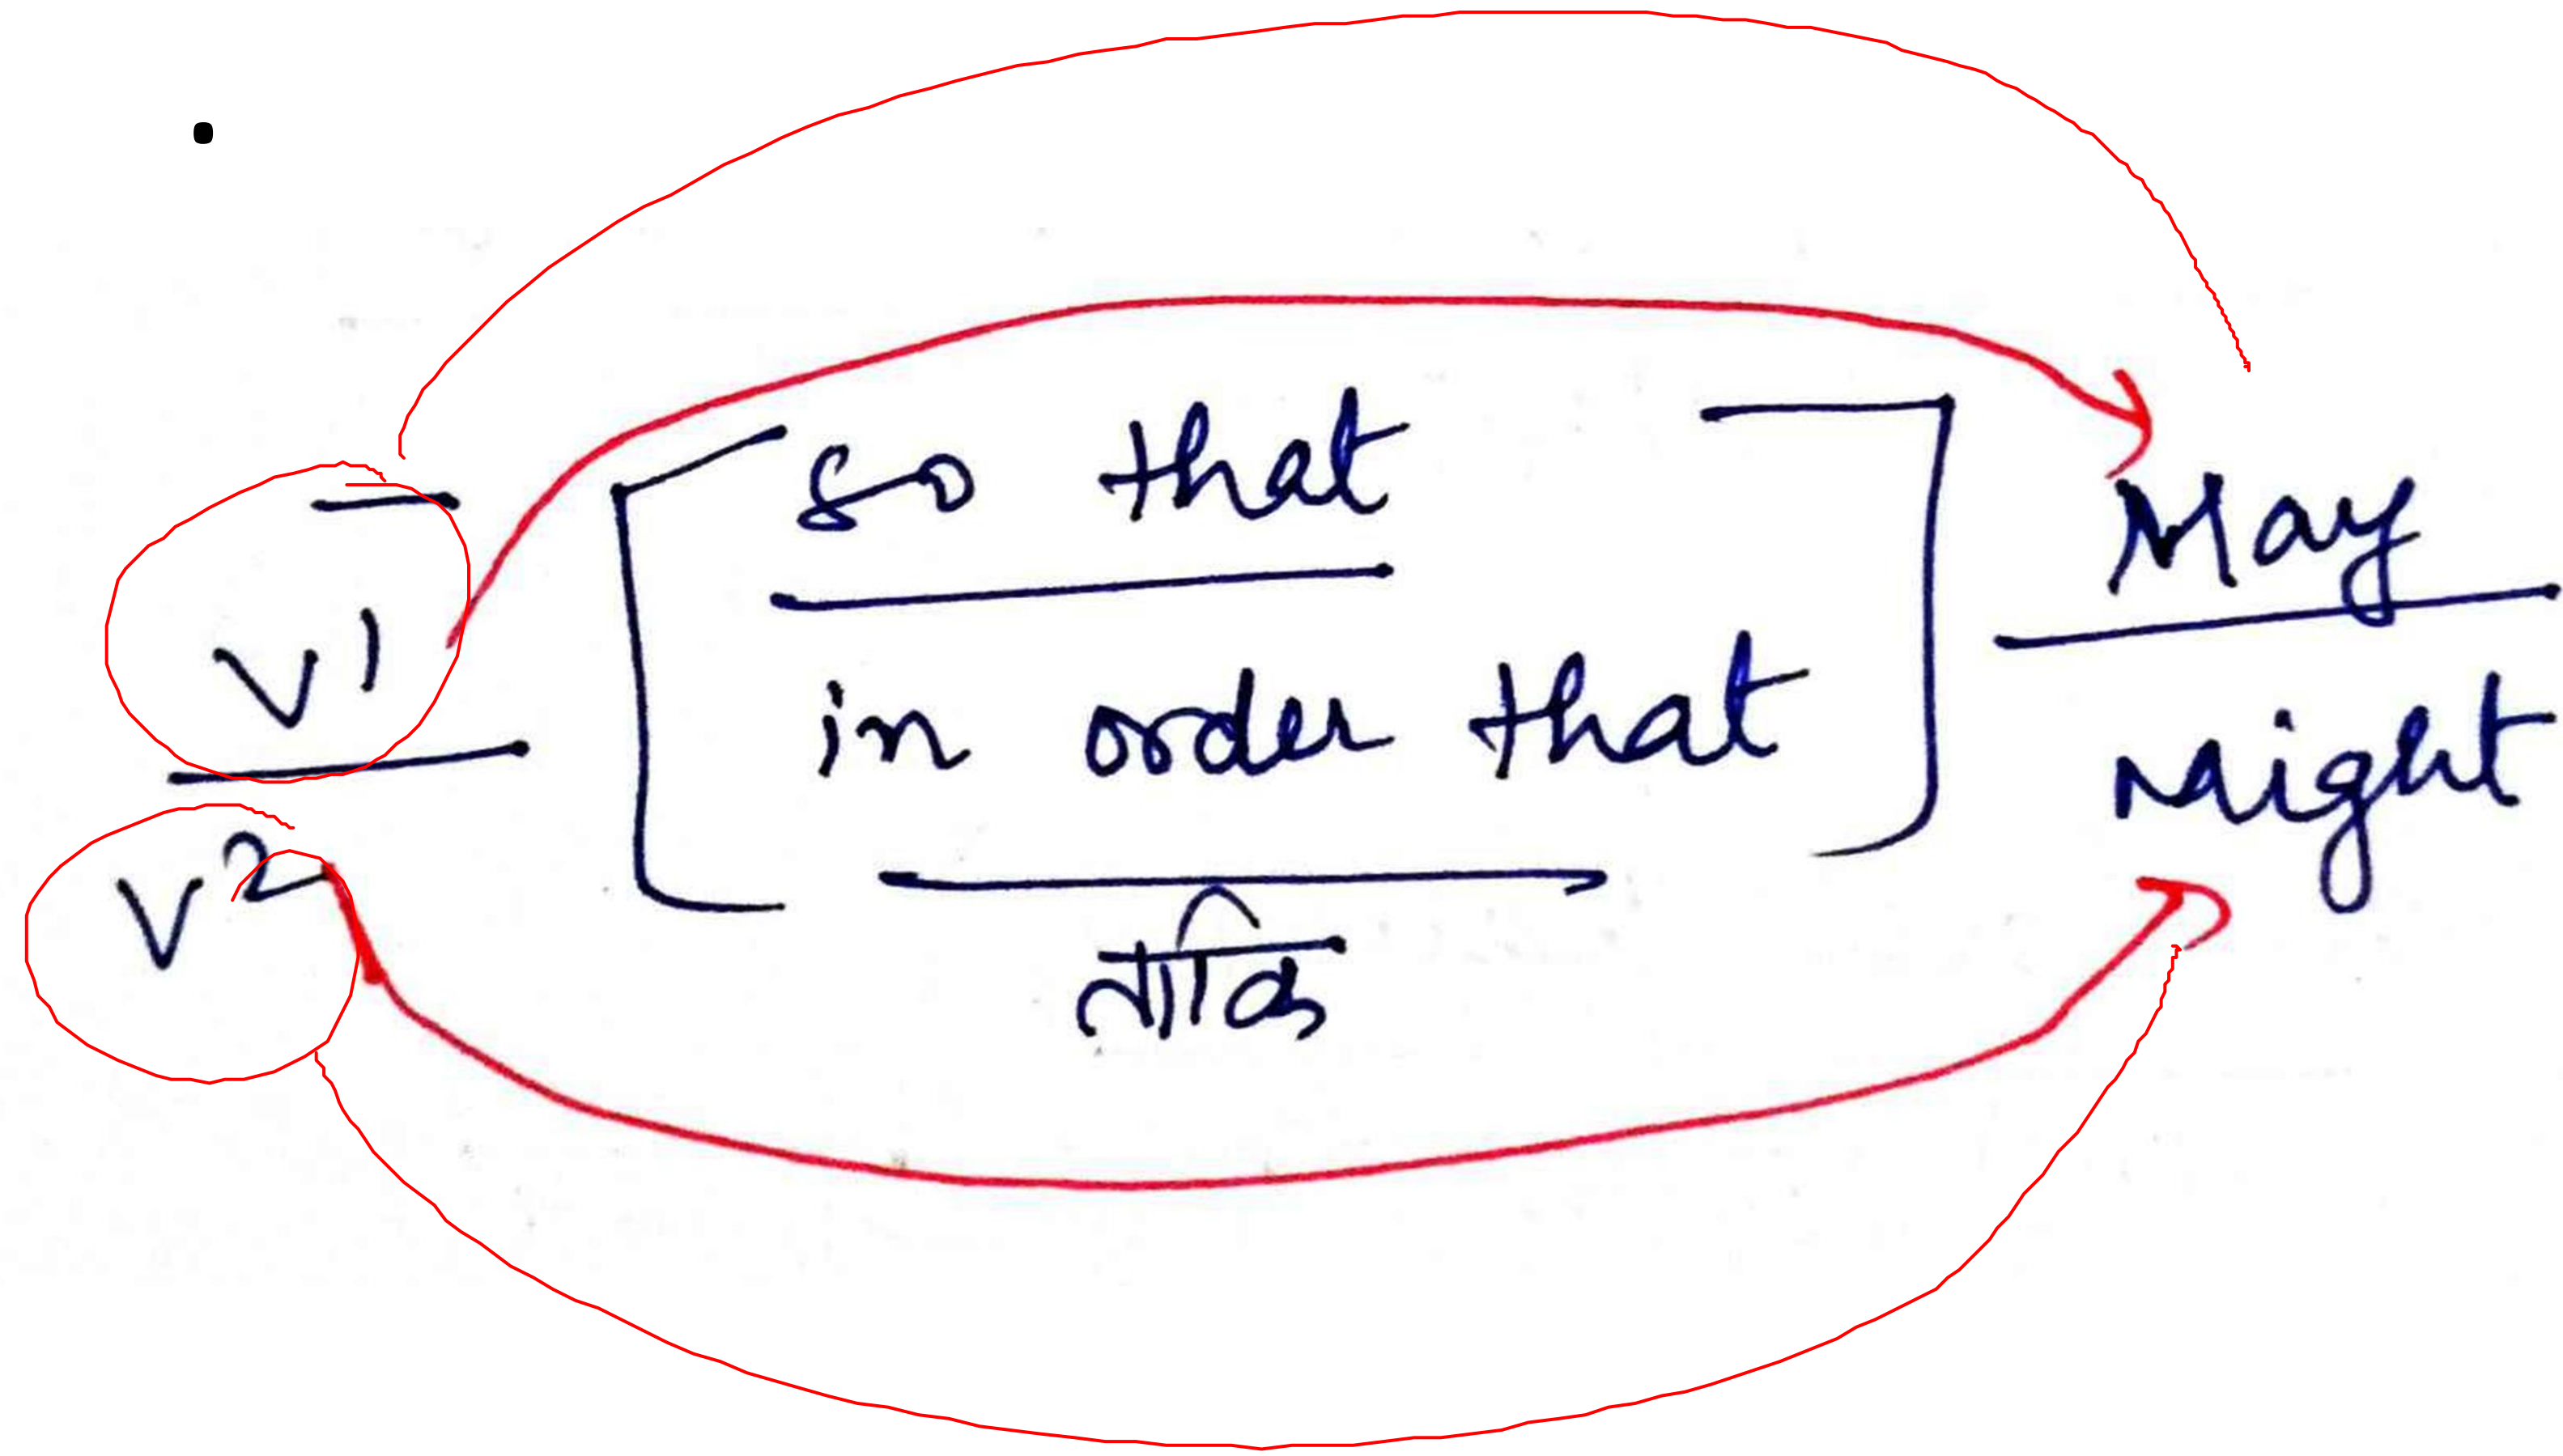 so that
V1
May
in order that
V2
Might
ताकि